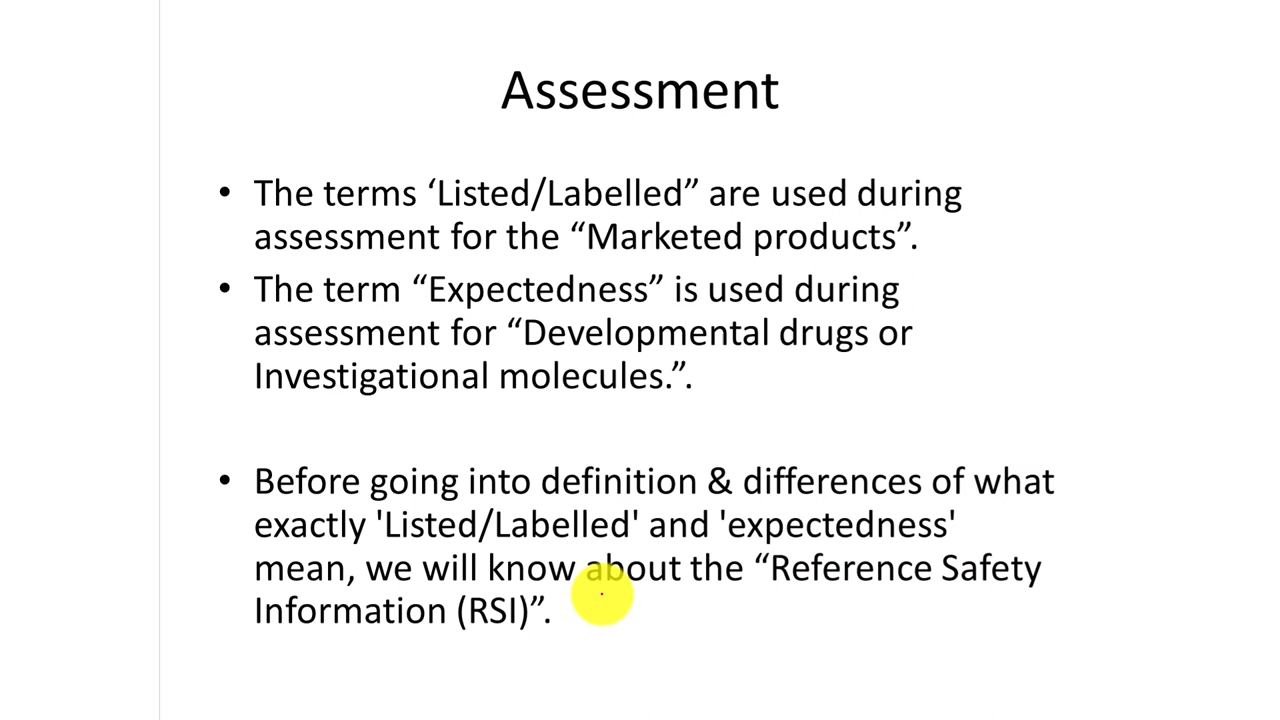 Assessment
• The terms ‘Listed/Labelled” are used during
assessment for the “Marketed products”.
• The term “Expectedness” is used during
assessment for “Developmental drugs or
Investigational molecules.”.
• Before going into definition & differences of what
exactly 'Listed/Labelled' and 'expectedness'
mean, we will know about the “Reference Safety
Information (RSI)”.